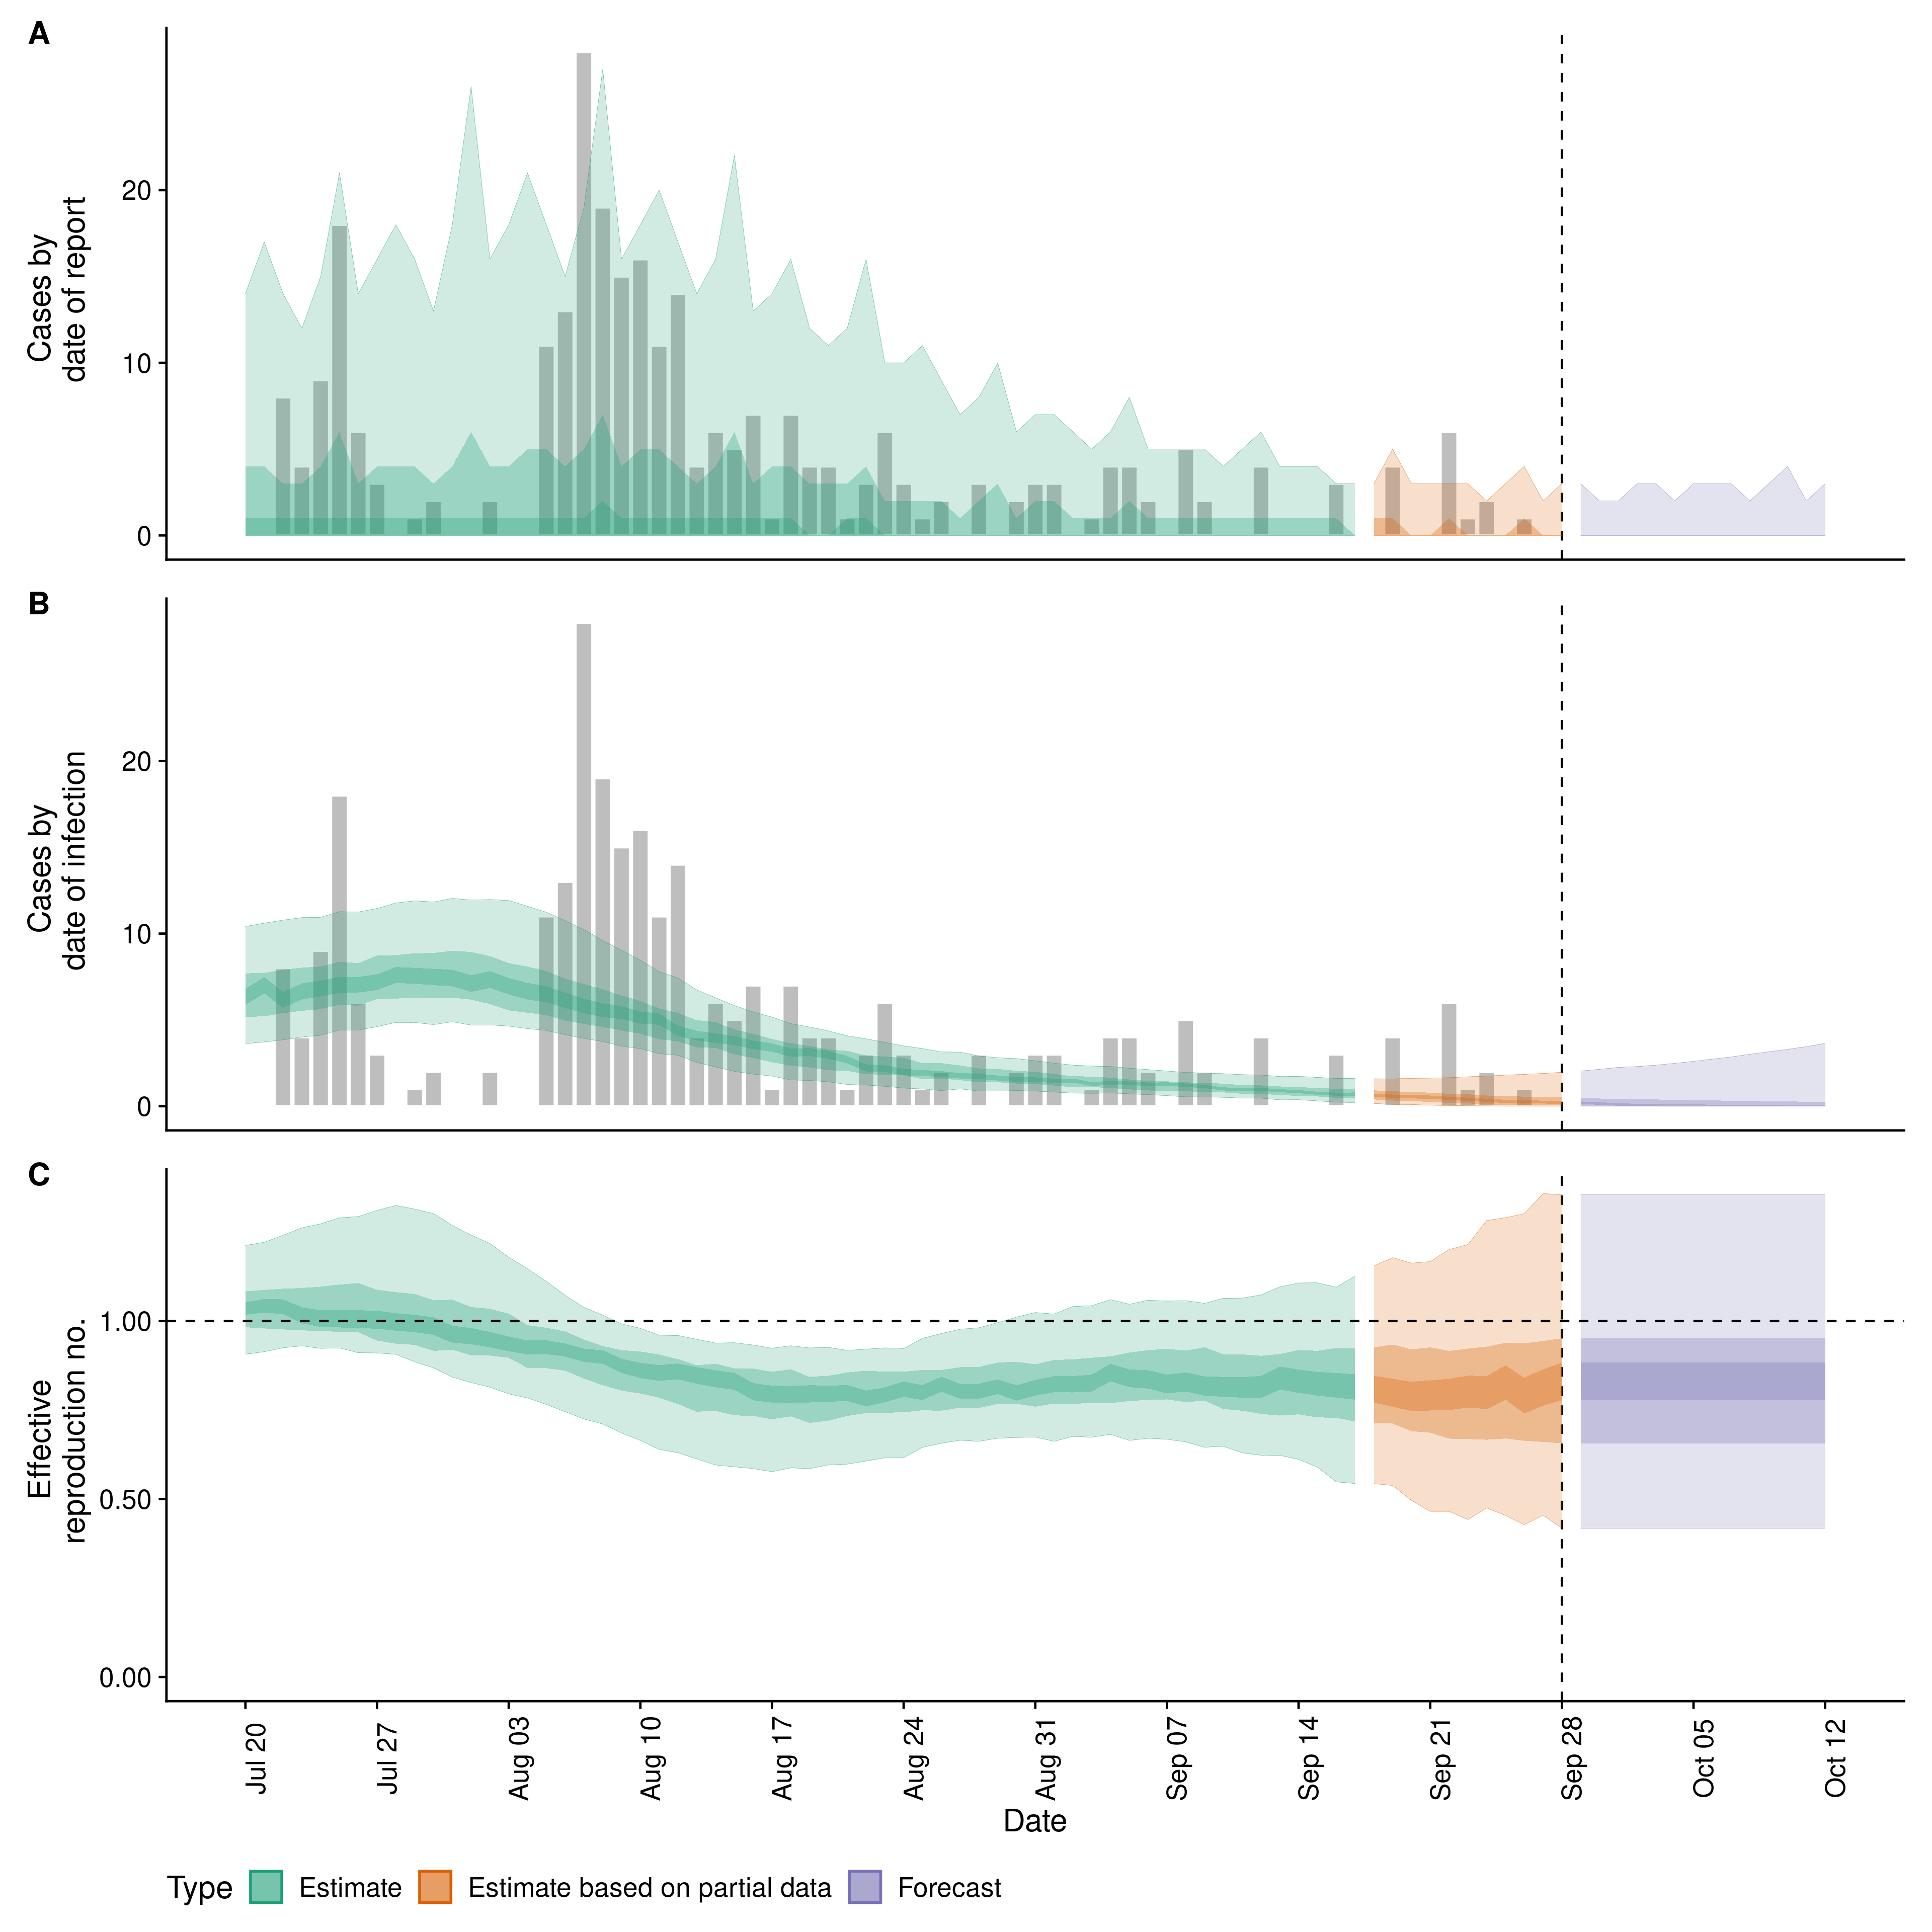 A
Cases by
date of report
20
10
0
B
Cases by
date of infection
20
10
0
C
Effective
reproduction no.
1.00
0.50
0.00
Jul 20
Jul 27
Aug 03
Aug 10
Aug 17
Aug 24
Aug 31
Sep 07
Sep 14
Sep 21
Sep 28
Oct 05
Oct 12
Date
Type Estimate Estimate based on partial data Forecast